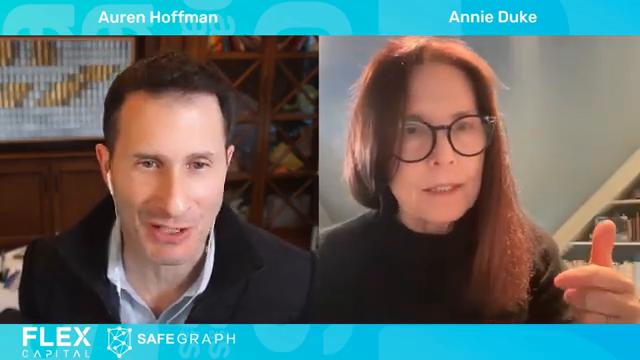 Auren Hoffman
Annie Duke
FLEX
CAPITAL
SAFEGRAPH